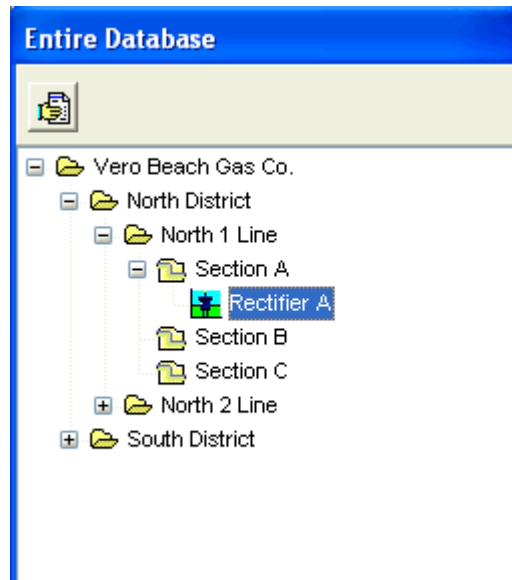 Entire Database
Vero Beach Gas Co.
North District
North 1 Line
Section A
Rectifier A
Section B
Section C
North 2 Line
South District